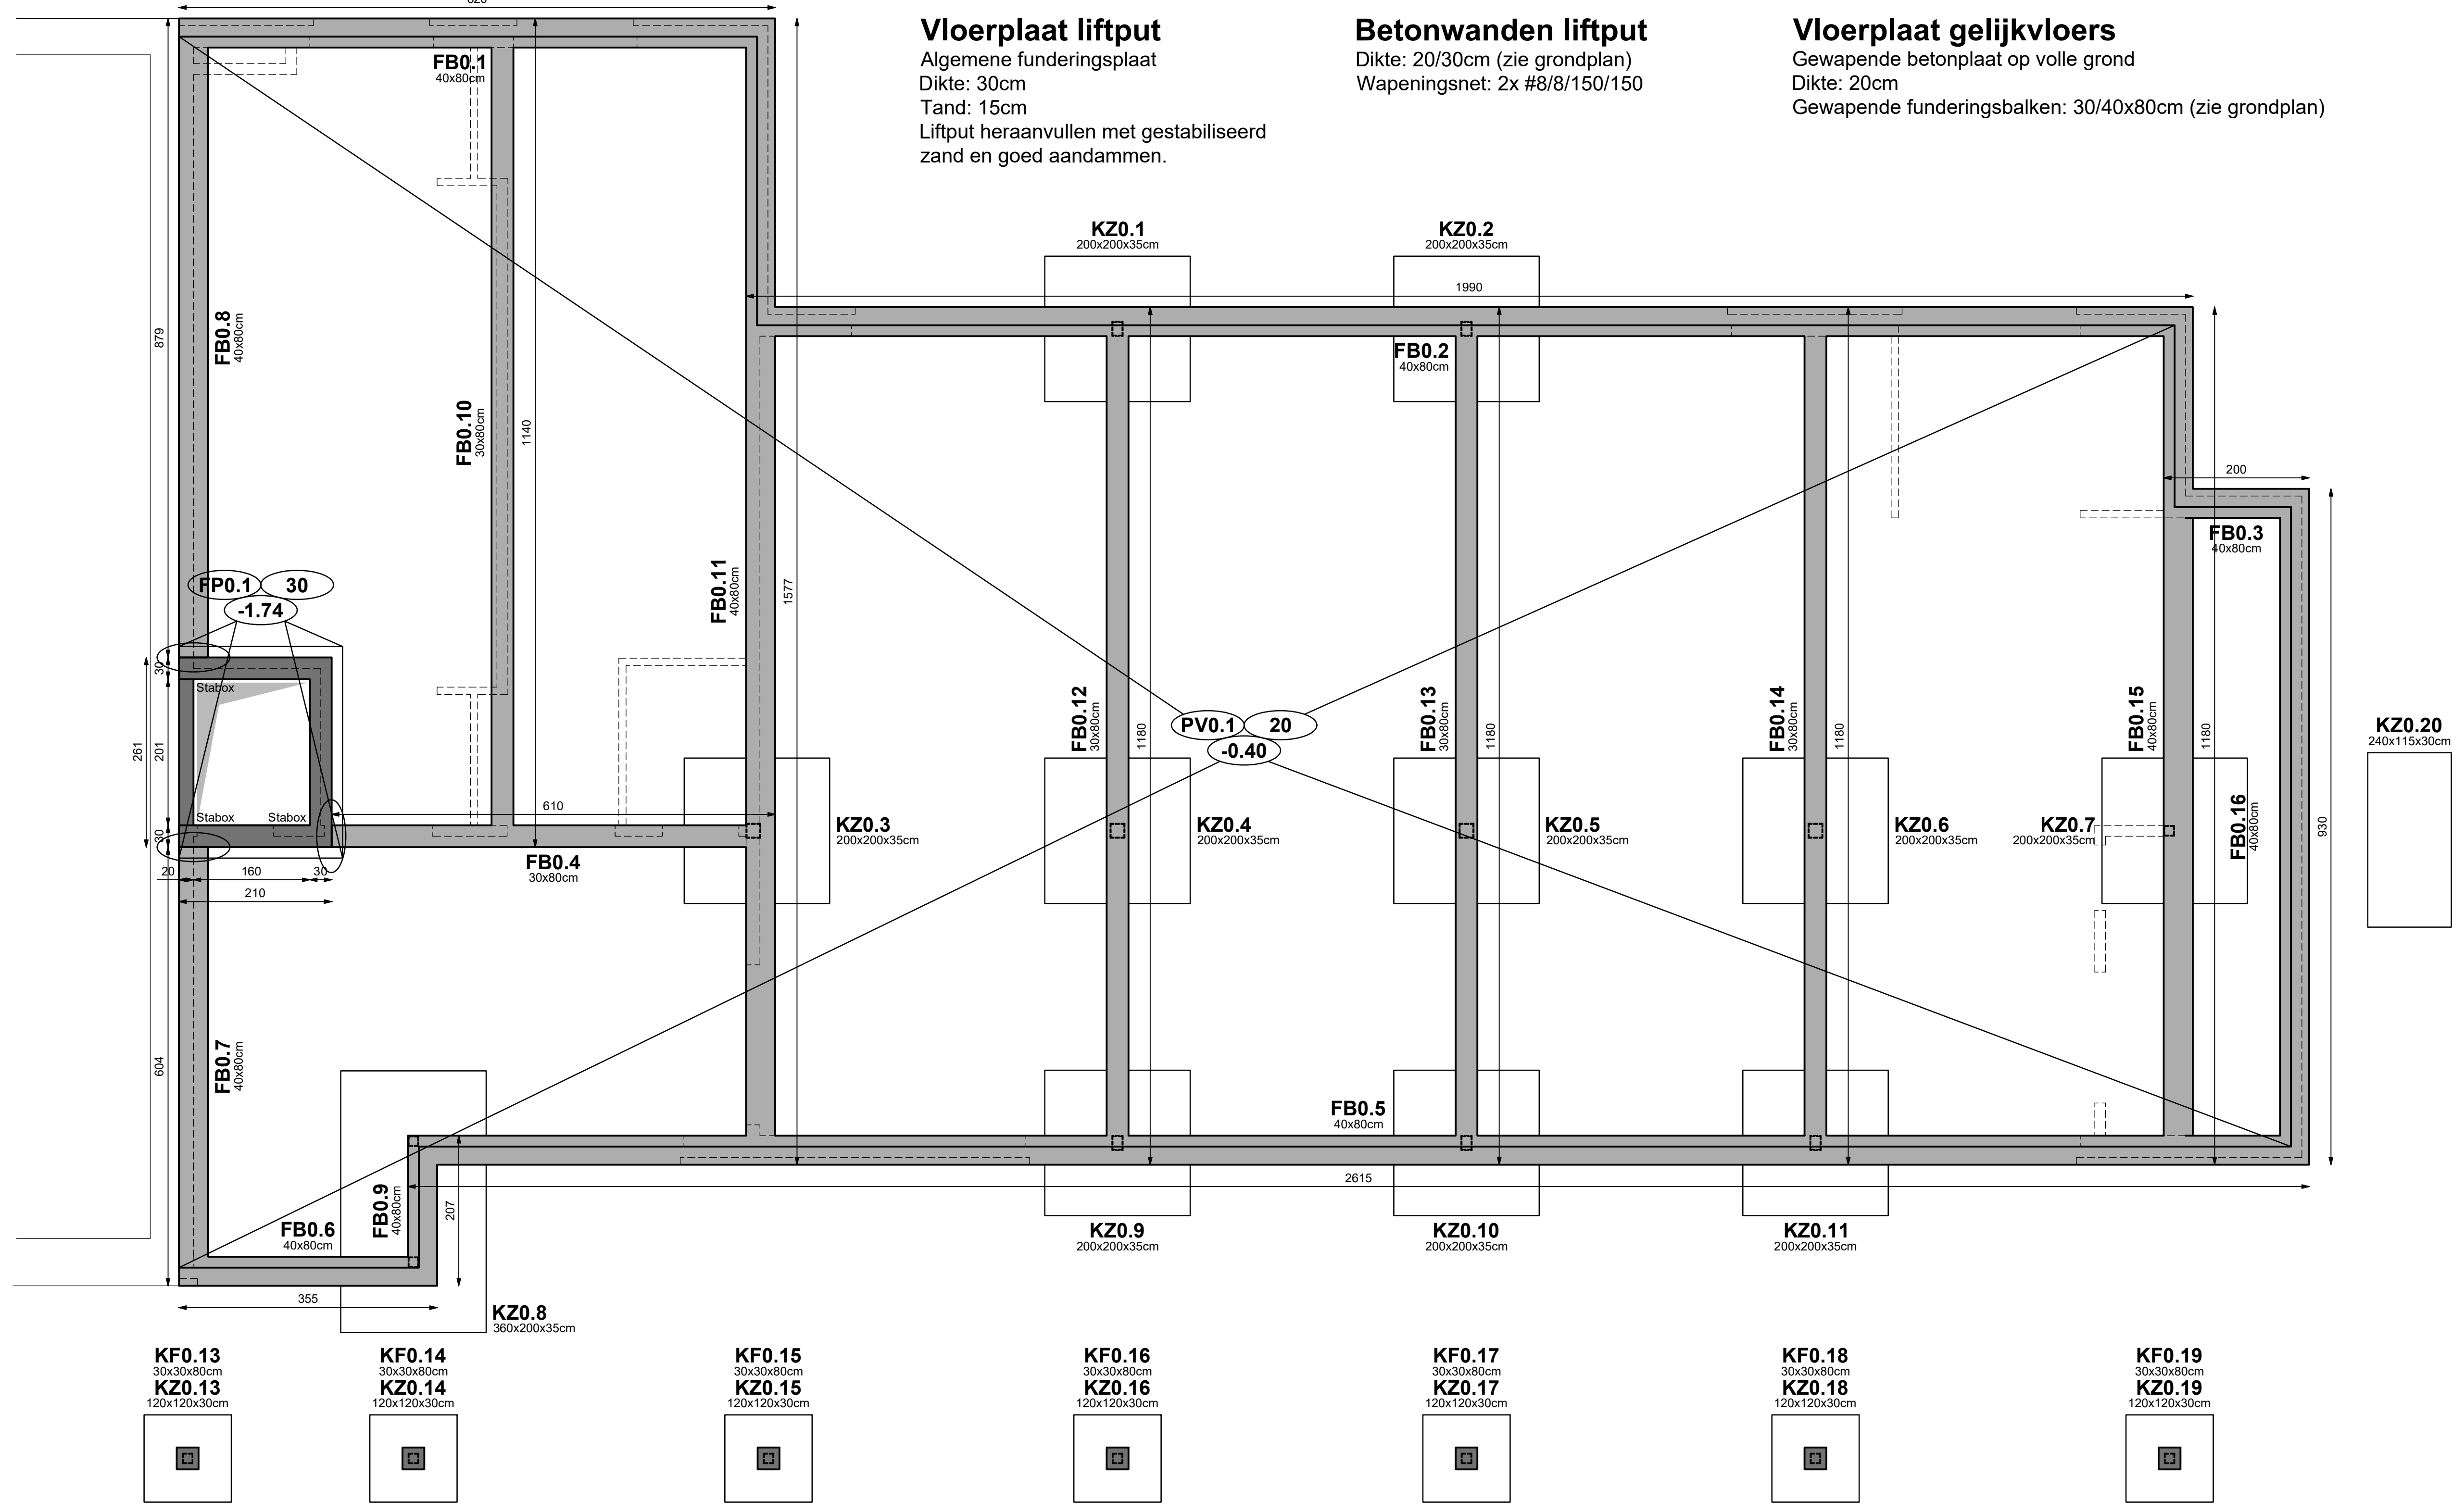 820
Vloerplaat liftput
Algemene funderingsplaat
Dikte: 30cm
Tand: 15cm
Liftput heraanvullen met gestabiliseerd
zand en goed aandammen.
Betonwanden liftput
Dikte: 20/30cm (zie grondplan)
Wapeningsnet: 2x #8/8/150/150
Vloerplaat gelijkvloers
Gewapende betonplaat op volle grond
Dikte: 20cm
Gewapende funderingsbalken: 30/40x80cm (zie grondplan)
FB0.1
40x80cm
KZ0.1
200x200x35cm
KZ0.2
200x200x35cm
1990
FB0.8
40x80cm
879
FB0.2
40x80cm
FB0.10
30x80cm
1140
200
FB0.3
40x80cm
FP0.1
30
-1.74
FB0.11
40x80cm
1577
30
Stabox
261
201
Stabox
Stabox
30
610
FB0.12
30x80cm
1180
PV0.1
20
-0.40
FB0.13
30x80cm
1180
FB0.14
30x80cm
1180
FB0.15
40x80cm
1180
KZ0.20
240x115x30cm
KZ0.3
200x200x35cm
KZ0.4
200x200x35cm
KZ0.5
200x200x35cm
KZ0.6
200x200x35cm
KZ0.7
200x200x35cm
FB0.16
40x80cm
930
FB0.4
30x80cm
20
160
30
210
604
FB0.7
40x80cm
FB0.5
40x80cm
2615
FB0.9
40x80cm
207
FB0.6
40x80cm
KZ0.9
200x200x35cm
KZ0.10
200x200x35cm
KZ0.11
200x200x35cm
355
KZ0.8
360x200x35cm
KF0.13
30x30x80cm
KZ0.13
120x120x30cm
KF0.14
30x30x80cm
KZ0.14
120x120x30cm
KF0.15
30x30x80cm
KZ0.15
120x120x30cm
KF0.16
30x30x80cm
KZ0.16
120x120x30cm
KF0.17
30x30x80cm
KZ0.17
120x120x30cm
KF0.18
30x30x80cm
KZ0.18
120x120x30cm
KF0.19
30x30x80cm
KZ0.19
120x120x30cm